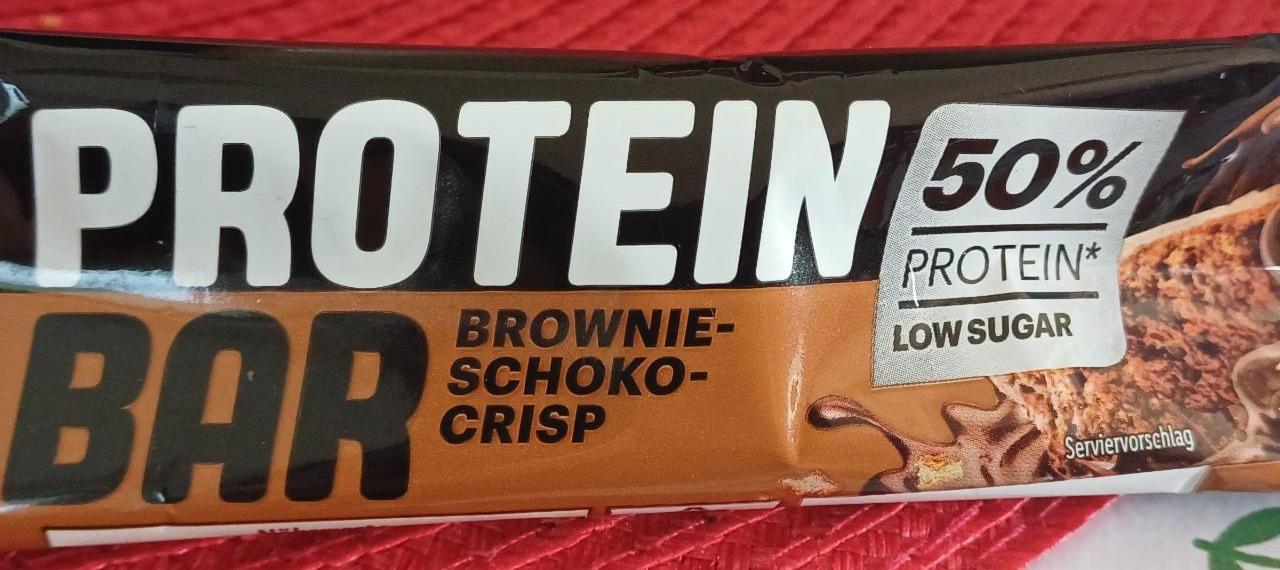 PROTEIN
BAR
BROWNIE-
SCHOKO-
CRISP
50%
PROTEIN*
LOW SUGAR
Serviervorschlag